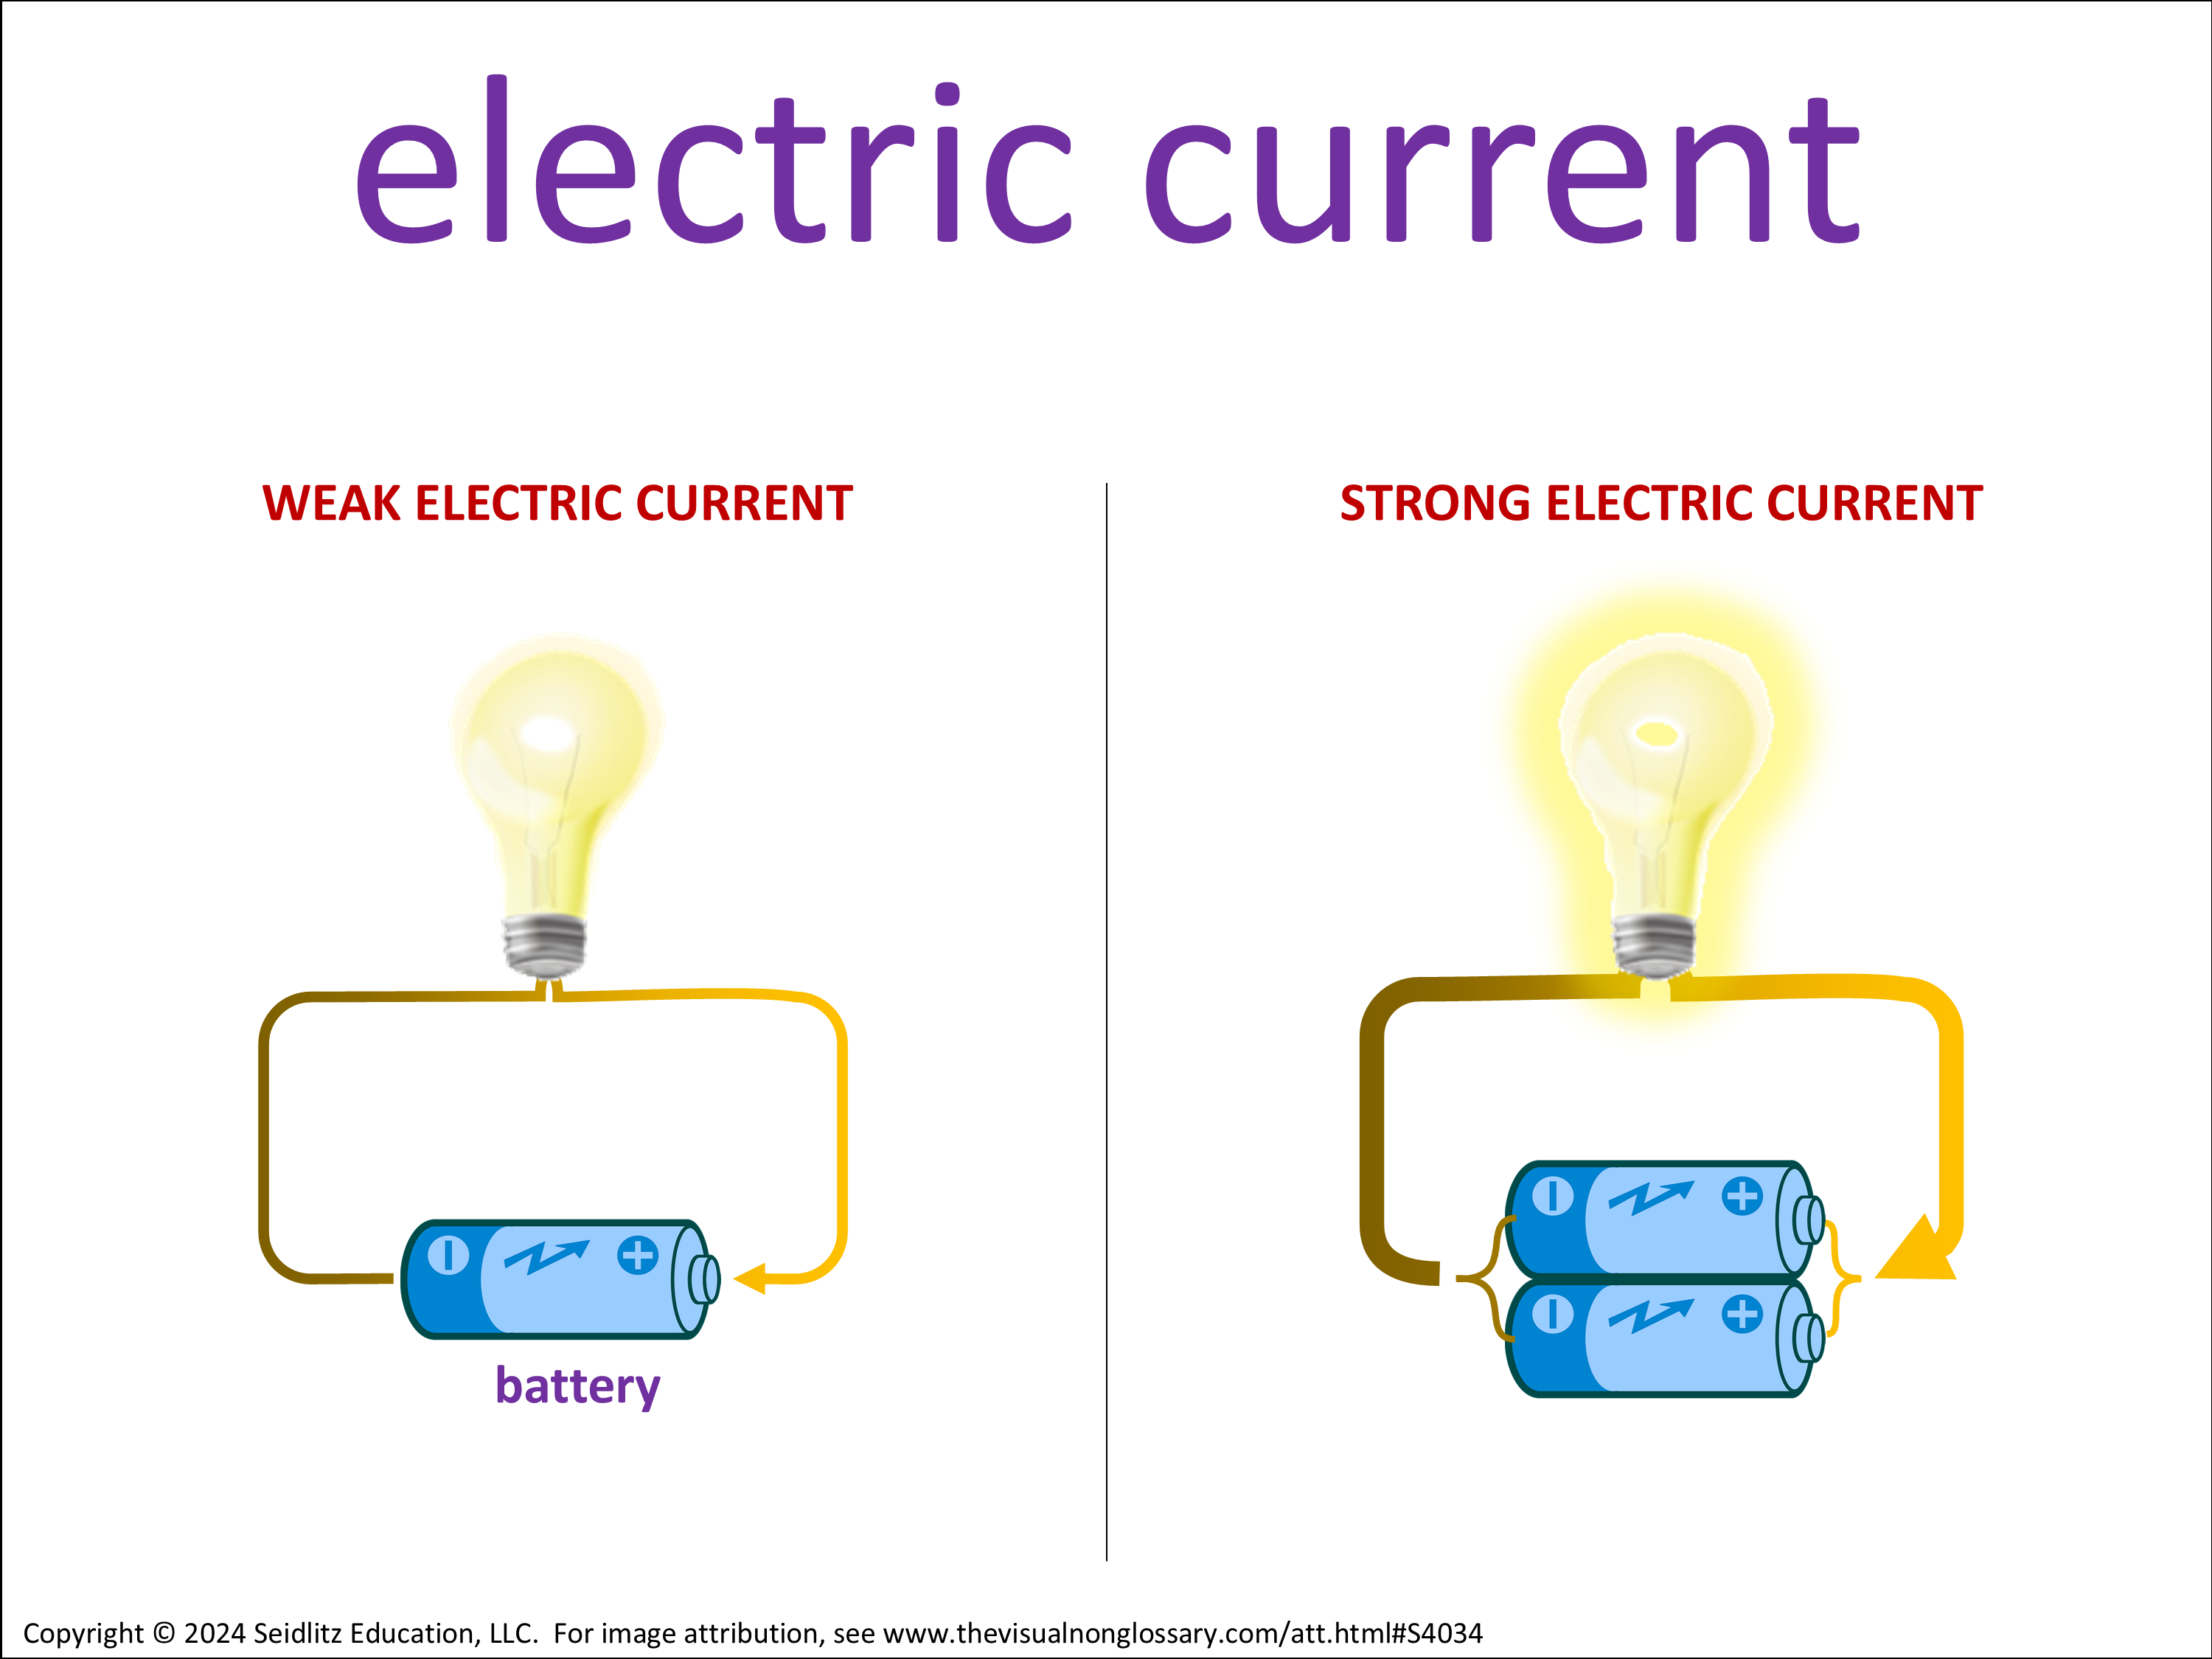 electric current
WEAK ELECTRIC CURRENT
STRONG ELECTRIC CURRENT
battery
Copyright © 2024 Seidlitz Education, LLC.  For image attribution, see www.thevisualnonglossary.com/att.html#S4034